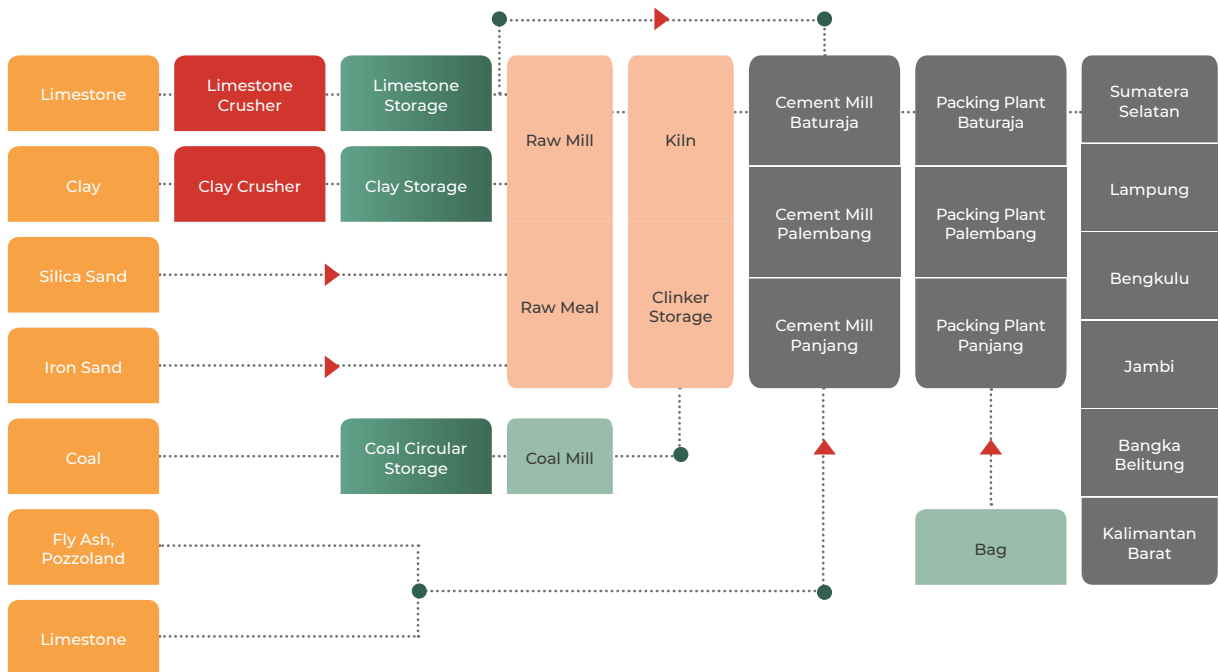 Limestone
Limestone
Crusher
Limestone
Storage
Clay
Clay Crusher
Clay Storage
Silica Sand
Iron Sand
Coal
Coal Circular
Storage
Coal Mill
Fly Ash,
Pozzoland
Limestone
Raw Mill
Raw Meal
Kiln
Clinker
Storage
Cement Mill
Baturaja
Cement Mill
Palembang
Cement Mill
Panjang
Packing Plant
Baturaja
Packing Plant
Palembang
Packing Plant
Panjang
Bag
Sumatera
Selatan
Lampung
Bengkulu
Jambi
Bangka
Belitung
Kalimantan
Barat